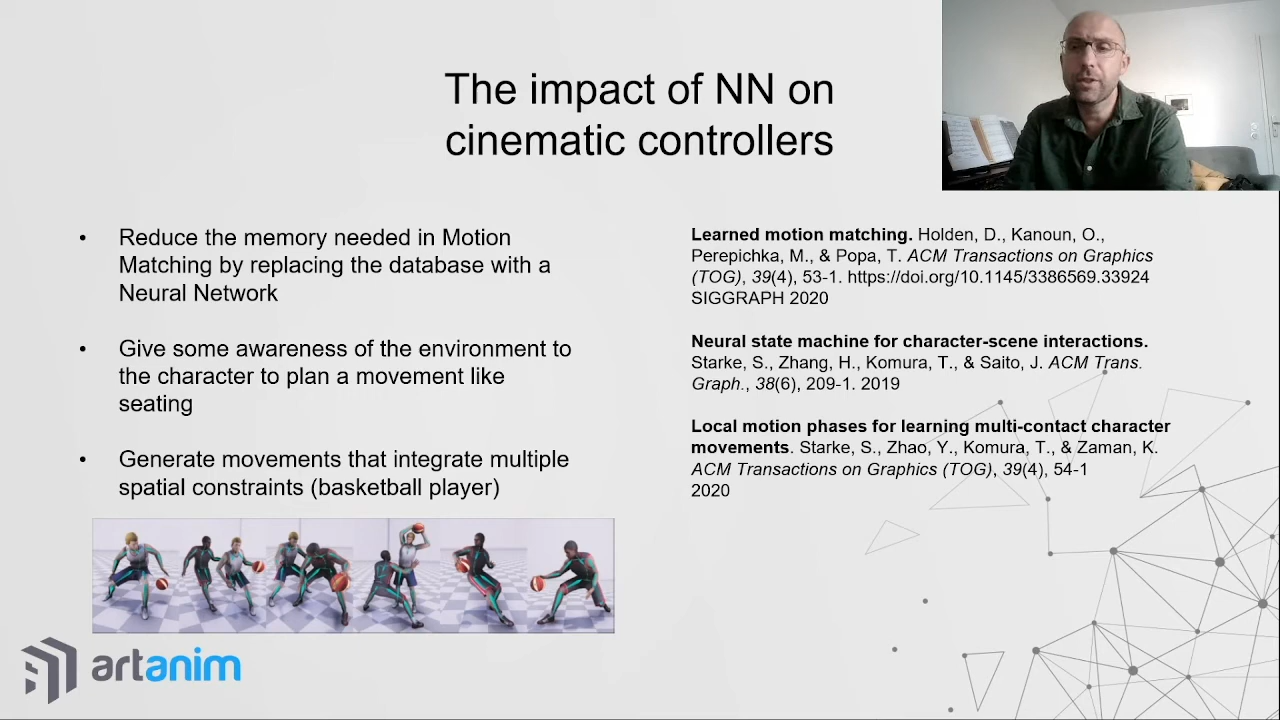 The impact of NN on
cinematic controllers
• Reduce the memory needed in Motion
Matching by replacing the database with a
Neural Network
• Give some awareness of the environment to
the character to plan a movement like
seating
• Generate movements that integrate multiple
spatial constraints (basketball player)
Learned motion matching. Holden, D., Kanoun, O.,
Perepichka, M., & Popa, T. ACM Transactions on Graphics
(TOG), 39(4), 53-1. https://doi.org/10.1145/3386569.33924
SIGGRAPH 2020
Neural state machine for character-scene interactions.
Starke, S., Zhang, H., Komura, T., & Saito, J. ACM Trans.
Graph., 38(6), 209-1. 2019
Local motion phases for learning multi-contact character
movements. Starke, S., Zhao, Y., Komura, T., & Zaman, K.
ACM Transactions on Graphics (TOG), 39(4), 54-1
2020
artanim